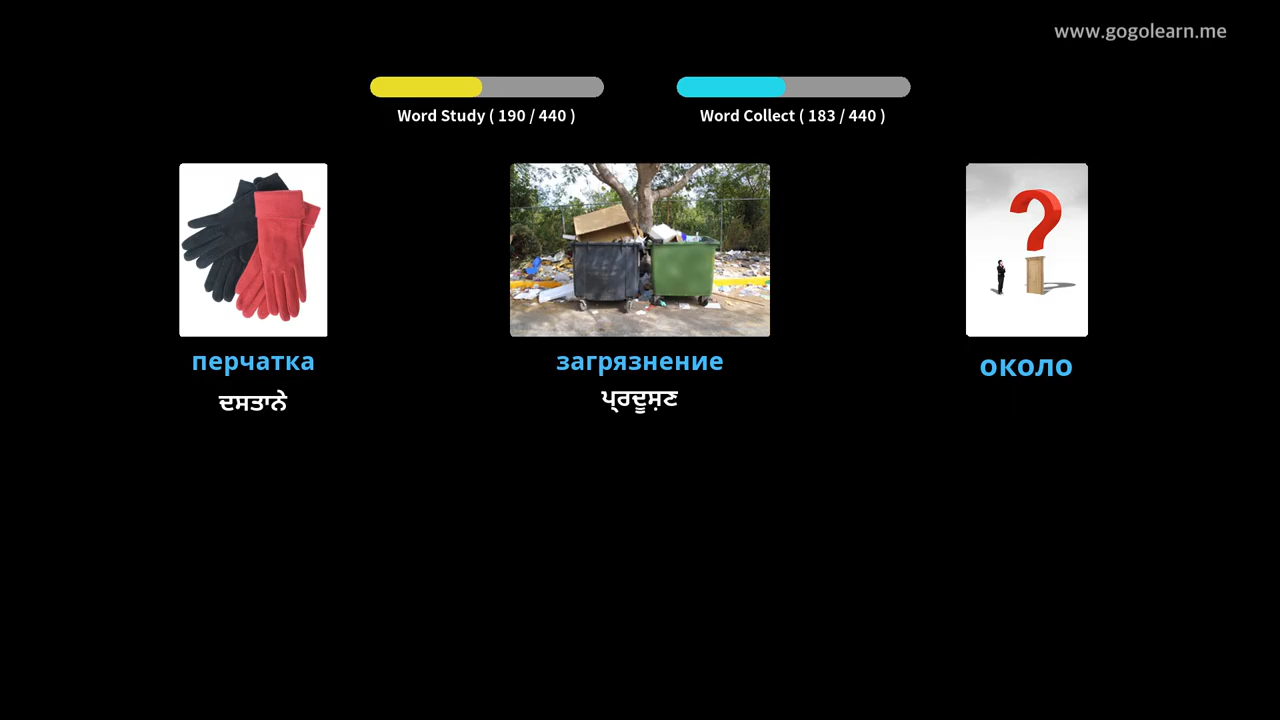 www.gogolearn.me
Word Study ( 190 / 440 )
Word Collect ( 183 / 440 )
перчатка
загрязнение
около
ਦਸਤਾਨੇ
ਪ੍ਰਦੂਸ਼ਣ